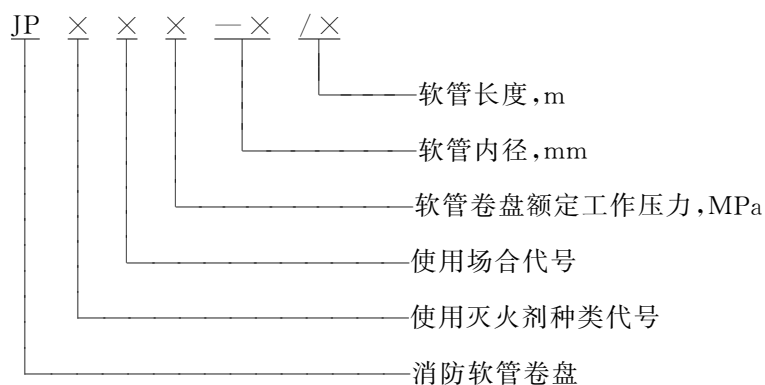 JP × × × —× /×
软管长度,m
软管内径,mm
软管卷盘额定工作压力,MPa
使用场合代号
使用灭火剂种类代号
消防软管卷盘